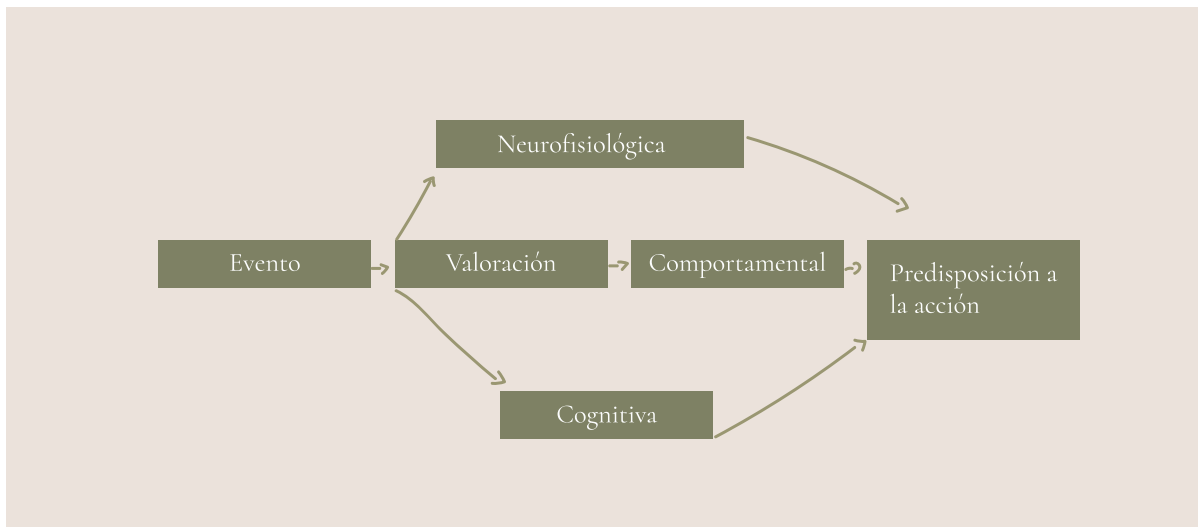 Neurofisiológica
Evento
Valoración
Comportamental
Predisposición a
la acción
Cognitiva